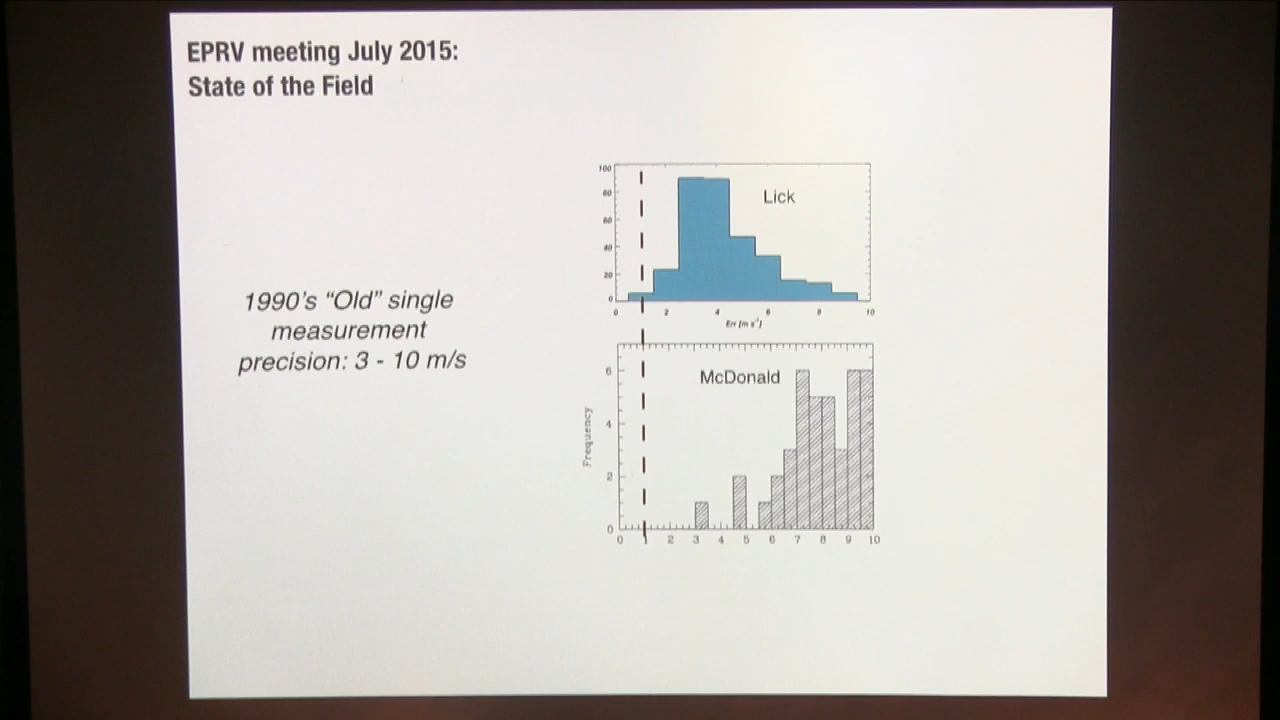 EPRV meeting July 2015:
State of the Field
1990's “Old” single
measurement
precision: 3 - 10 m/s
100
80
60
40
20
0
Lick
0 2 4 6 8 10
Err [m s⁻¹]
McDonald
Frequency
6
4
2
0
0 1 2 3 4 5 6 7 8 9 10